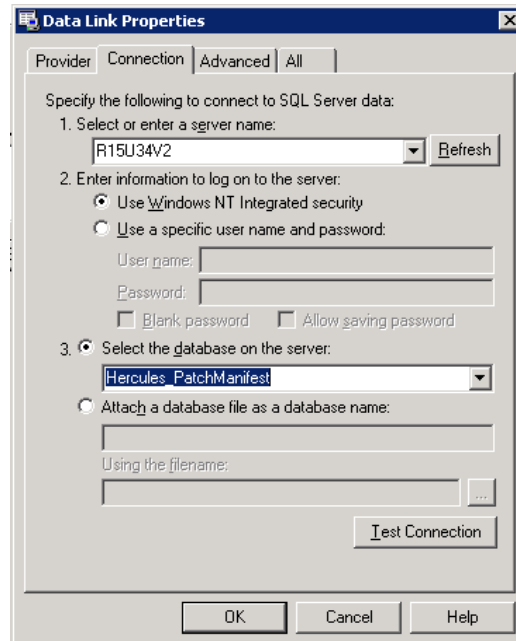 Data Link Properties
Provider Connection Advanced All
Specify the following to connect to SQL Server data:
1. Select or enter a server name:
R15U34V2 Refresh
2. Enter information to log on to the server:
Use Windows NT Integrated security
Use a specific user name and password:
User name:
Password:
Blank password Allow saving password
3. Select the database on the server:
Hercules_PatchManifest
Attach a database file as a database name:
Using the filename:
...
Test Connection
OK Cancel Help